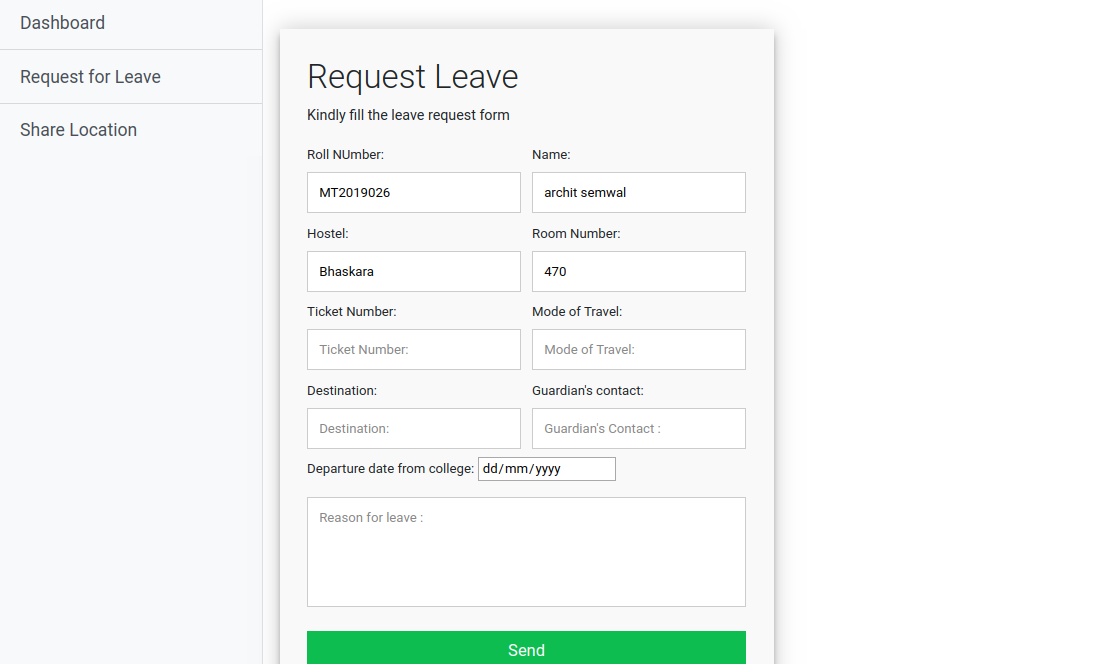 Dashboard
Request for Leave
Share Location
Request Leave
Kindly fill the leave request form
Roll NUmber: Name:
MT2019026 archit semwal
Hostel: Room Number:
Bhaskara 470
Ticket Number: Mode of Travel:
Ticket Number: Mode of Travel:
Destination: Guardian's contact:
Destination: Guardian's Contact :
Departure date from college: dd/mm/yyyy
Reason for leave :
Send